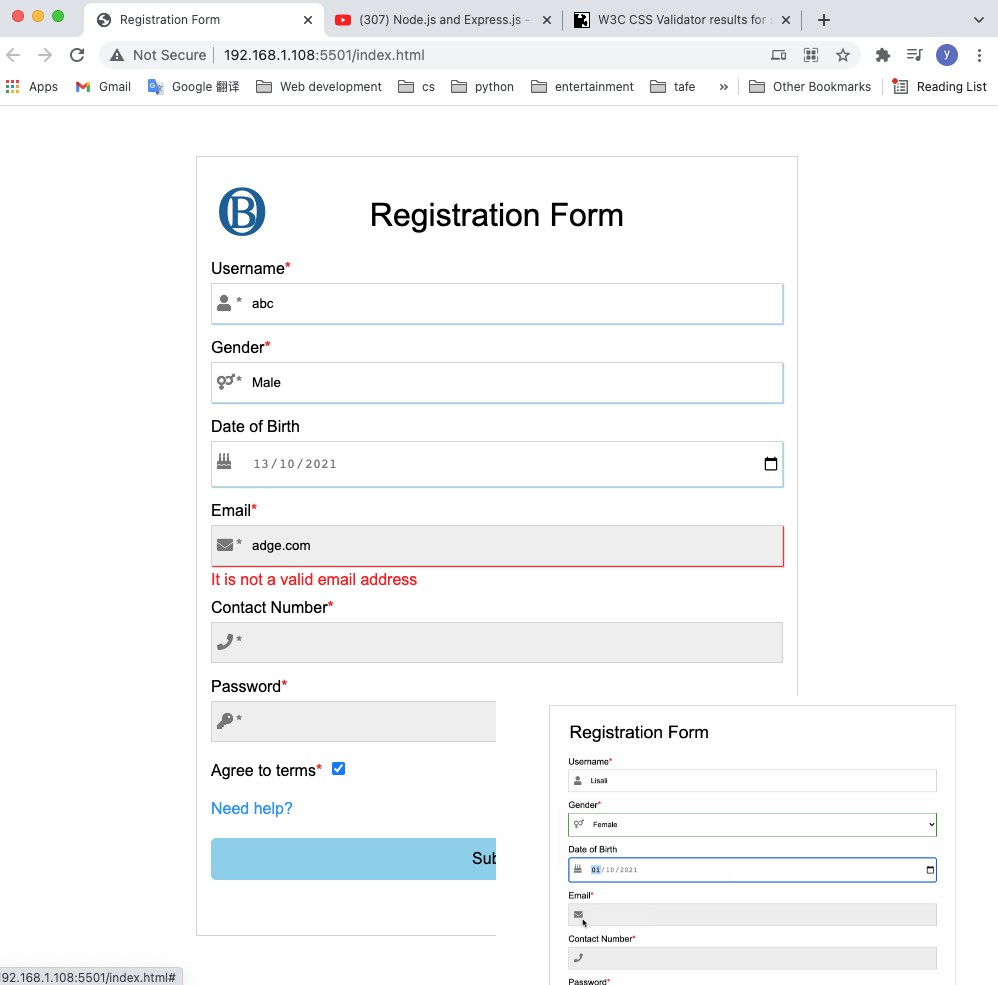 Registration Form
(307) Node.js and Express.js -
W3C CSS Validator results for
Not Secure 192.168.1.108:5501/index.html
y
Apps Gmail Google 翻译 Web development cs python entertainment tafe » Other Bookmarks Reading List
B
Registration Form
Username*
* abc
Gender*
* Male
Date of Birth
13/10/2021
Email*
* adge.com
It is not a valid email address
Contact Number*
*
Password*
*
Agree to terms*
Need help?
Sub
Registration Form
Username*
Lisali
Gender*
Female
Date of Birth
01/10/2021
Email*
Contact Number*
Password*
92.168.1.108:5501/index.html#